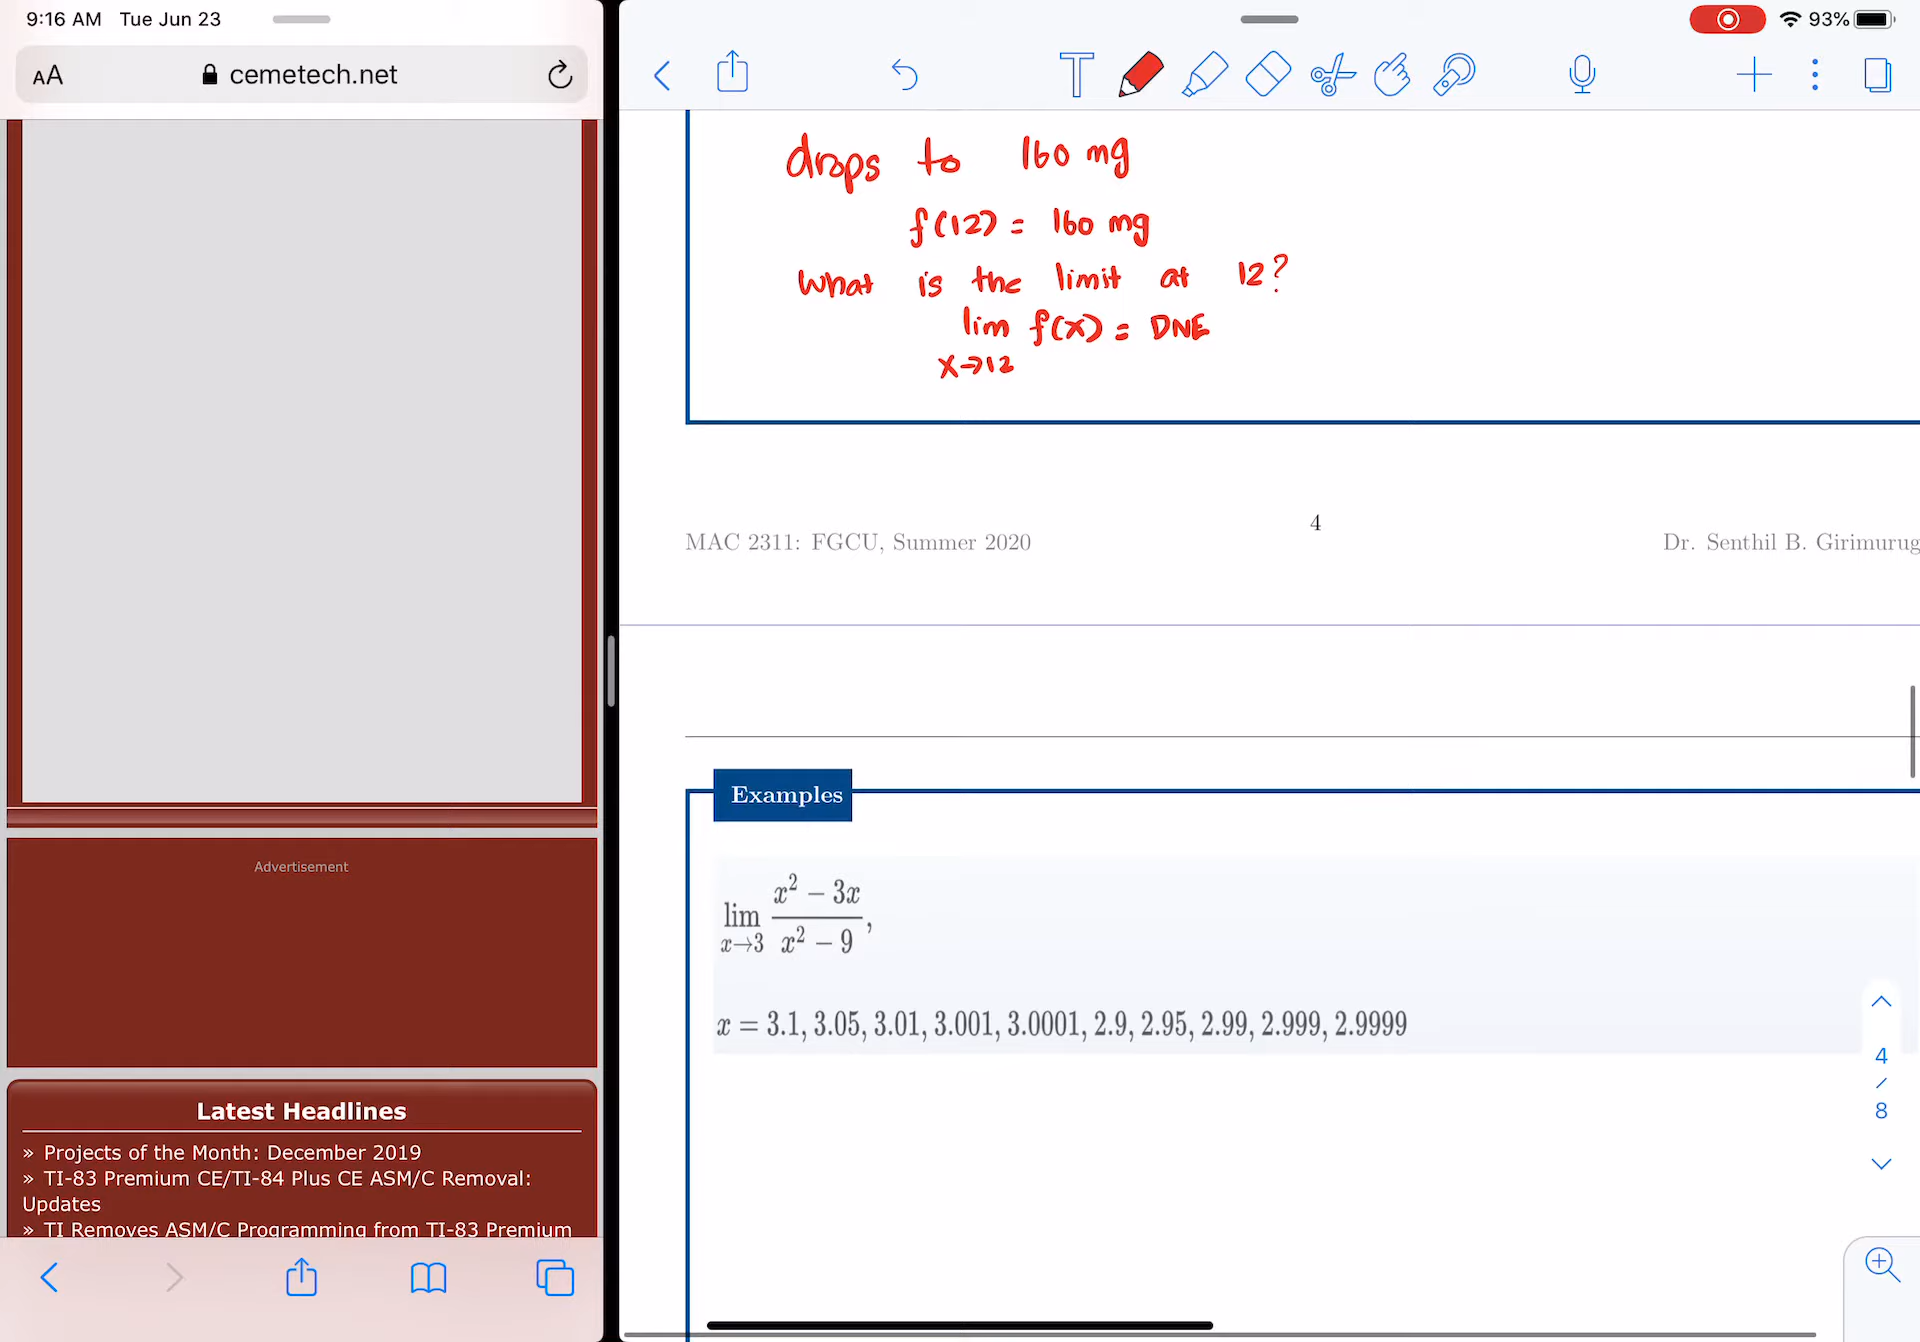 9:16 AM Tue Jun 23
AA cemetech.net
Advertisement
Latest Headlines
» Projects of the Month: December 2019
» TI-83 Premium CE/TI-84 Plus CE ASM/C Removal:
Updates
» TI Removes ASM/C Programming from TI-83 Premium
93%
T
drops to 160 mg
f(12) = 160 mg
What is the limit at 12?
lim f(x) = DNE
x→12
4
MAC 2311: FGCU, Summer 2020
Dr. Senthil B. Girimurug
Examples
lim x→3 (x² − 3x)/(x² − 9),
x = 3.1, 3.05, 3.01, 3.001, 3.0001, 2.9, 2.95, 2.99, 2.999, 2.9999
4
/
8